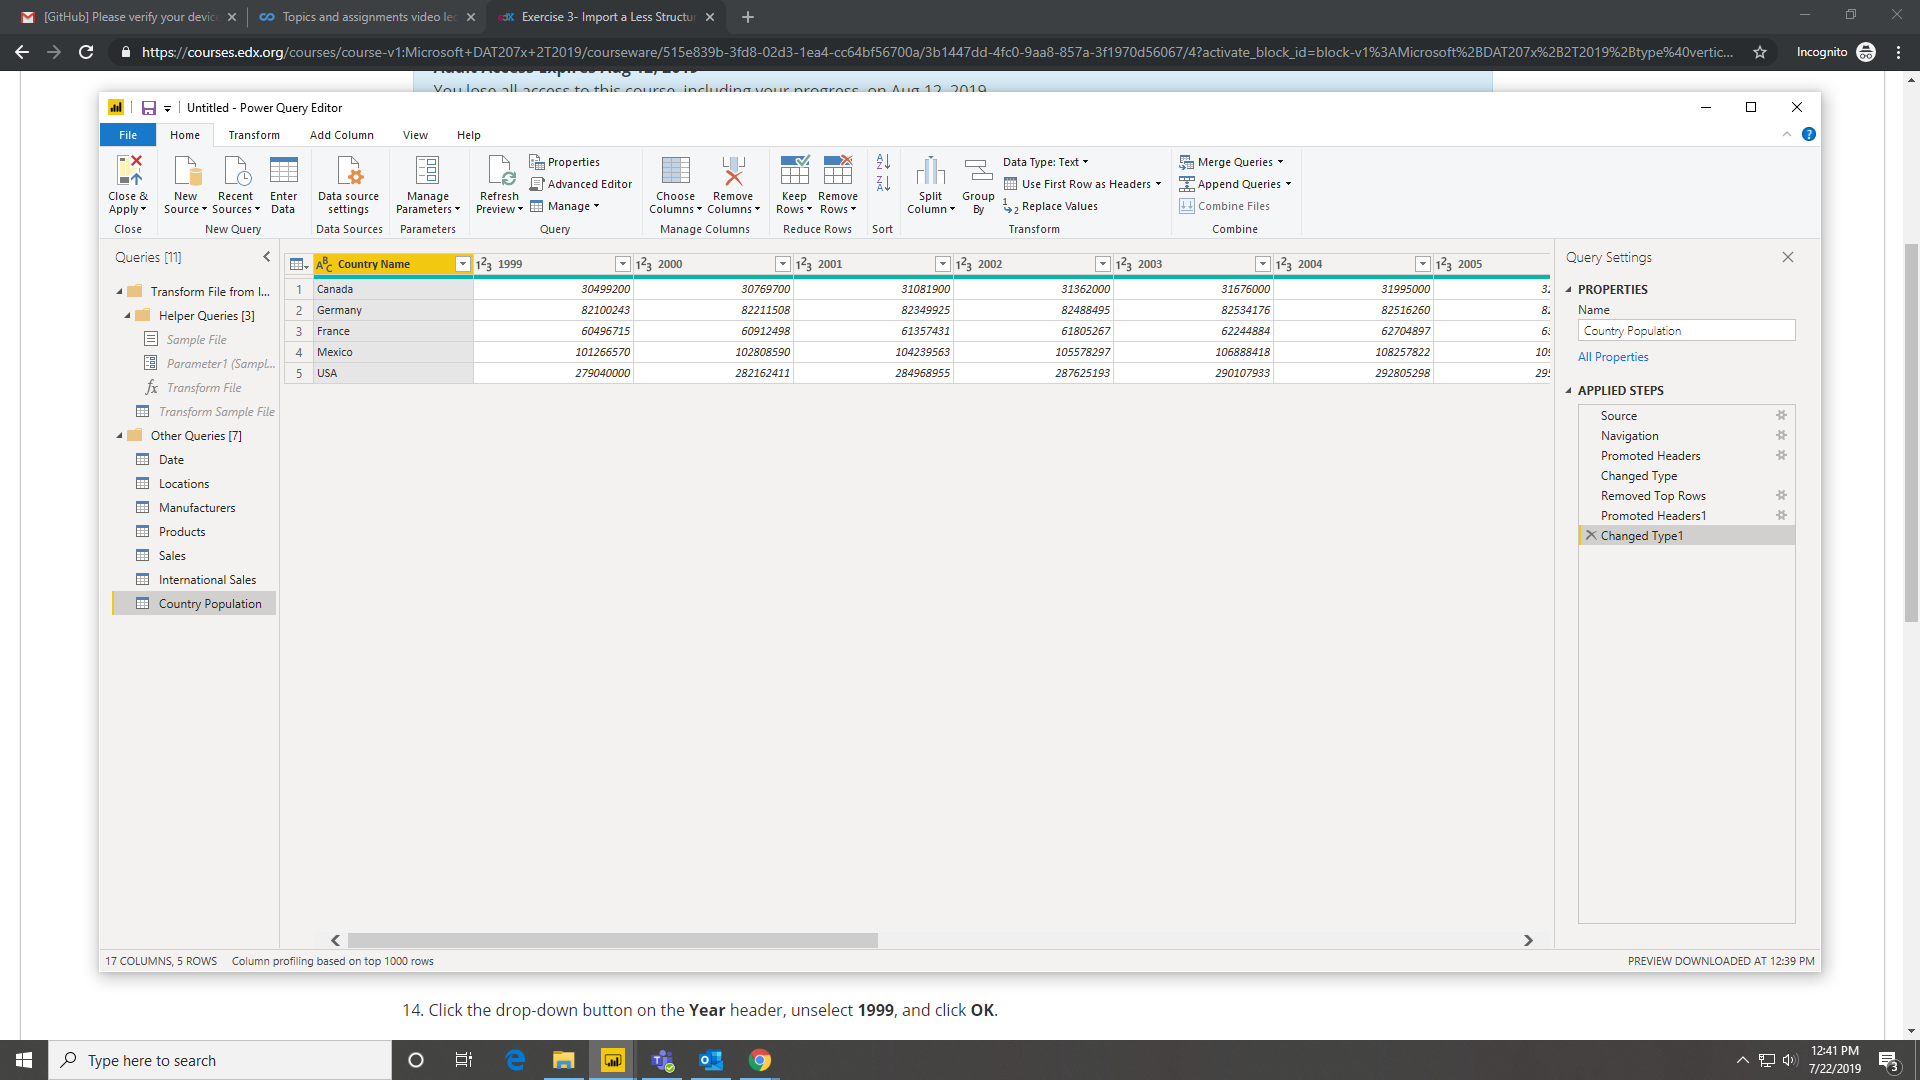 [GitHub] Please verify your device
Topics and assignments video lec
Exercise 3- Import a Less Structur
https://courses.edx.org/courses/course-v1:Microsoft+DAT207x+2T2019/courseware/515e839b-3fd8-02d3-1ea4-cc64bf56700a/3b1447dd-4fc0-9aa8-857a-3f1970d56067/4?activate_block_id=block-v1%3AMicrosoft%2BDAT207x%2B2T2019%2Btype%40vertic...
Incognito
Audit Access Expires Aug 12, 2019
You lose all access to this course, including your progress, on Aug 12, 2019
Untitled - Power Query Editor
File Home Transform Add Column View Help
Close & Apply
Close
New Source
Recent Sources
Enter Data
New Query
Data source settings
Data Sources
Manage Parameters
Parameters
Refresh Preview
Properties
Advanced Editor
Manage
Query
Choose Columns
Remove Columns
Manage Columns
Keep Rows
Remove Rows
Reduce Rows
Sort
Split Column
Group By
Data Type: Text
Use First Row as Headers
Replace Values
Transform
Merge Queries
Append Queries
Combine Files
Combine
Queries [11]
Transform File from I...
Helper Queries [3]
Sample File
Parameter1 (Sampl...
Transform File
Transform Sample File
Other Queries [7]
Date
Locations
Manufacturers
Products
Sales
International Sales
Country Population
Country Name 1999 2000 2001 2002 2003 2004 2005
1 Canada 30499200 30769700 31081900 31362000 31676000 31995000 32
2 Germany 82100243 82211508 82349925 82488495 82534176 82516260 82
3 France 60496715 60912498 61357431 61805267 62244884 62704897 63
4 Mexico 101266570 102808590 104239563 105578297 106888418 108257822 109
5 USA 279040000 282162411 284968955 287625193 290107933 292805298 295
Query Settings
PROPERTIES
Name
Country Population
All Properties
APPLIED STEPS
Source
Navigation
Promoted Headers
Changed Type
Removed Top Rows
Promoted Headers1
Changed Type1
17 COLUMNS, 5 ROWS Column profiling based on top 1000 rows
PREVIEW DOWNLOADED AT 12:39 PM
14. Click the drop-down button on the Year header, unselect 1999, and click OK.
Type here to search
12:41 PM
7/22/2019
3